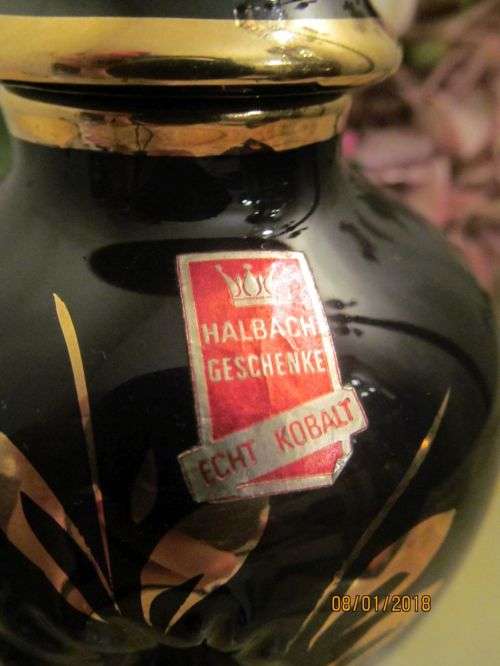 HALBACH
GESCHENKE
ECHT KOBALT
08/01/2018